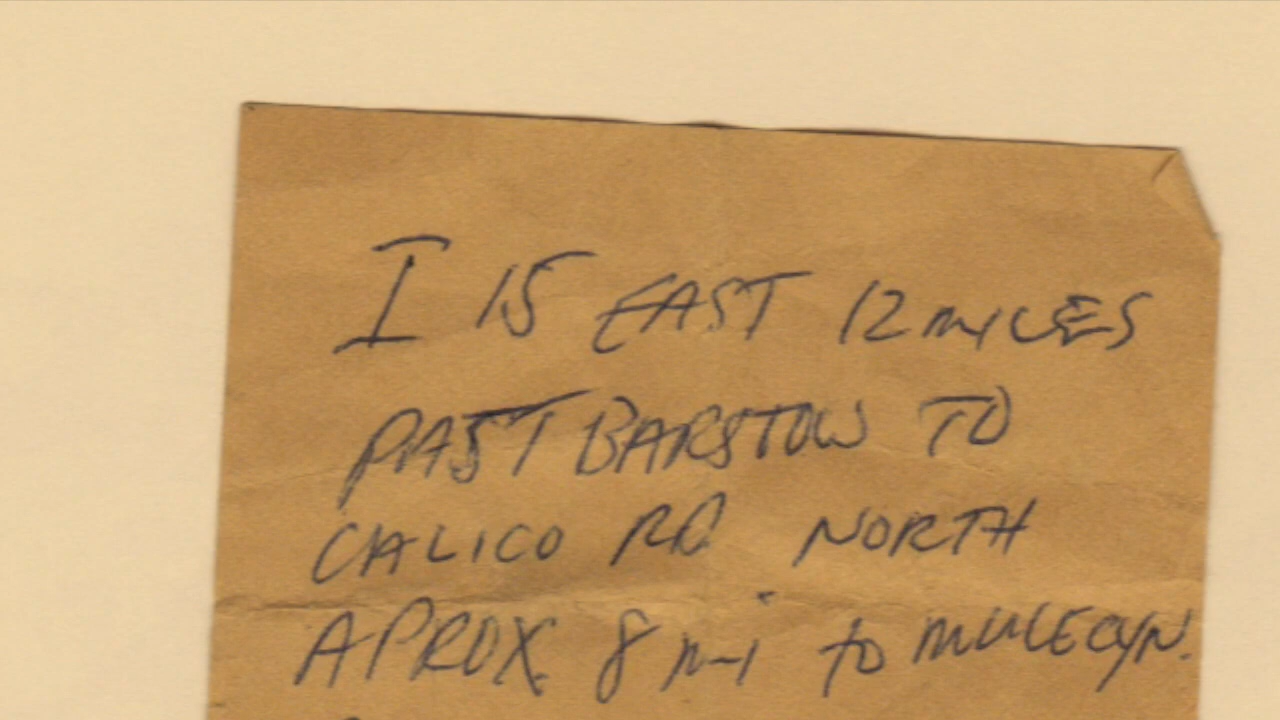 I 15 EAST 12 MILES
PAST BARSTOW TO
CALICO RD NORTH
APROX. 8 mi to MULE CYN.